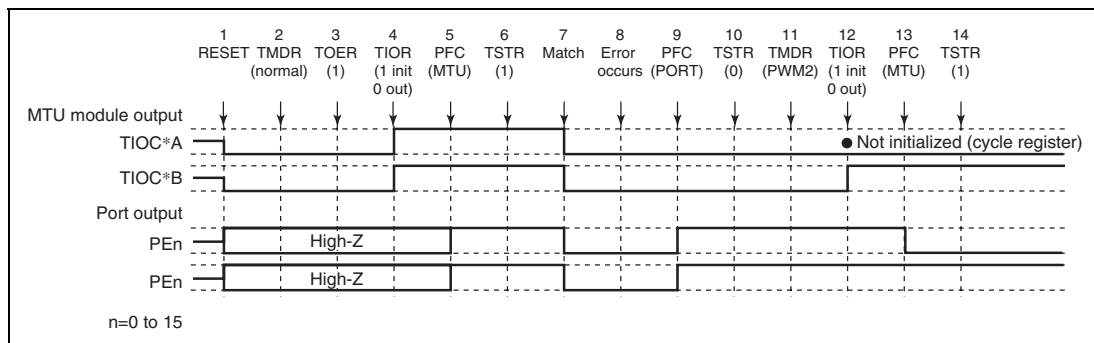 1 2 3 4 5 6 7 8 9 10 11 12 13 14
RESET TMDR TOER TIOR PFC TSTR Match Error PFC TSTR TMDR TIOR PFC TSTR
(normal) (1) (1 init (MTU) (1) occurs (PORT) (0) (PWM2) (1 init (MTU) (1)
0 out) 0 out)
MTU module output
TIOC*A ● Not initialized (cycle register)
TIOC*B
Port output
PEn High-Z
PEn High-Z
n=0 to 15